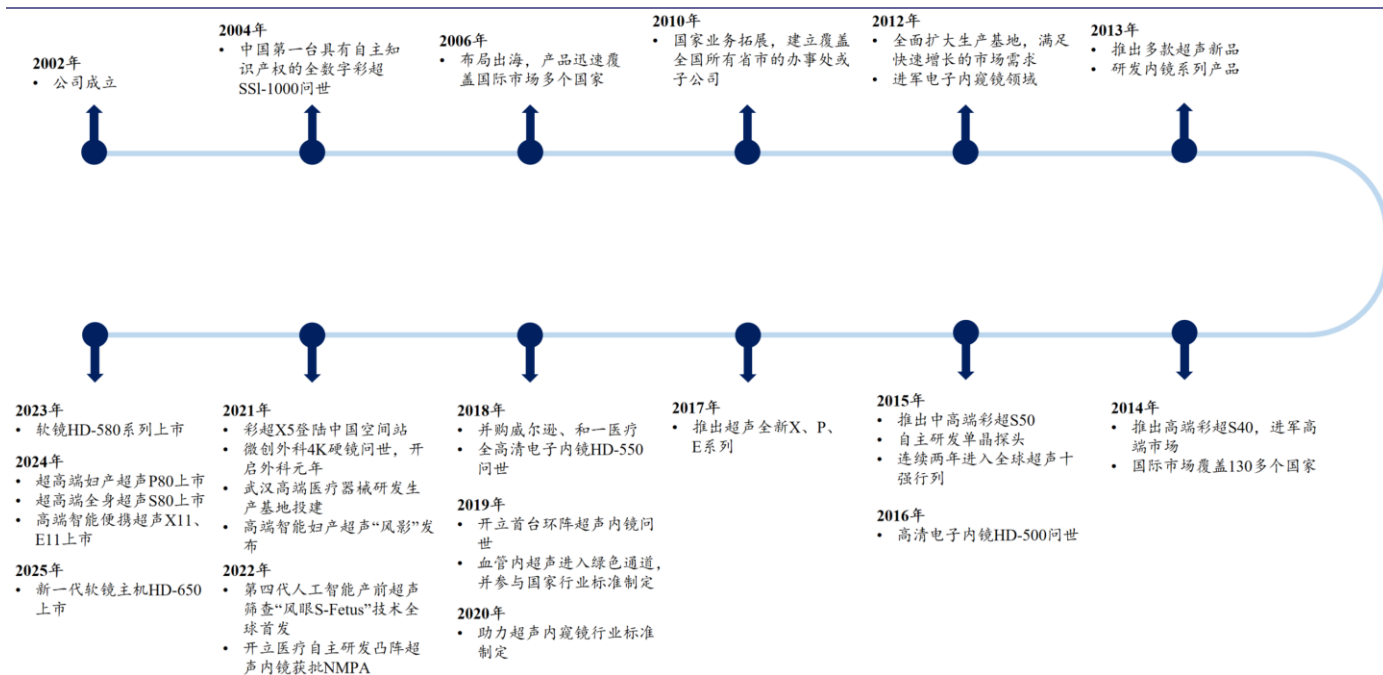 2002年
• 公司成立
2004年
• 中国第一台具有自主知
识产权的全数字彩超
SSI-1000问世
2006年
• 布局出海，产品迅速覆
盖国际市场多个国家
2010年
• 国家业务拓展，建立覆盖
全国所有省市的办事处或
子公司
2012年
• 全面扩大生产基地，满足
快速增长的市场需求
• 进军电子内窥镜领域
2013年
• 推出多款超声新品
• 研发内镜系列产品
2014年
• 推出高端彩超S40，进军高
端市场
• 国际市场覆盖130多个国家
2015年
• 推出中高端彩超S50
• 自主研发单晶探头
• 连续两年进入全球超声十
强行列
2016年
• 高清电子内镜HD-500问世
2017年
• 推出超声全新X、P、
E系列
2018年
• 并购威尔逊、和一医疗
• 全高清电子内镜HD-550
问世
2019年
• 开立首台环阵超声内镜问
世
• 血管内超声进入绿色通道，
并参与国家行业标准制定
2020年
• 助力超声内窥镜行业标准
制定
2021年
• 彩超X5登陆中国空间站
• 微创外科4K硬镜问世，开
启外科元年
• 武汉高端医疗器械研发生
产基地投建
• 高端智能妇产超声“风影”发
布
2022年
• 第四代人工智能产前超声
筛查“风眼S-Fetus”技术全
球首发
• 开立医疗自主研发凸阵超
声内镜获批NMPA
2023年
• 软镜HD-580系列上市
2024年
• 超高端妇产超声P80上市
• 超高端全身超声S80上市
• 高端智能便携超声X11、
E11上市
2025年
• 新一代软镜主机HD-650
上市